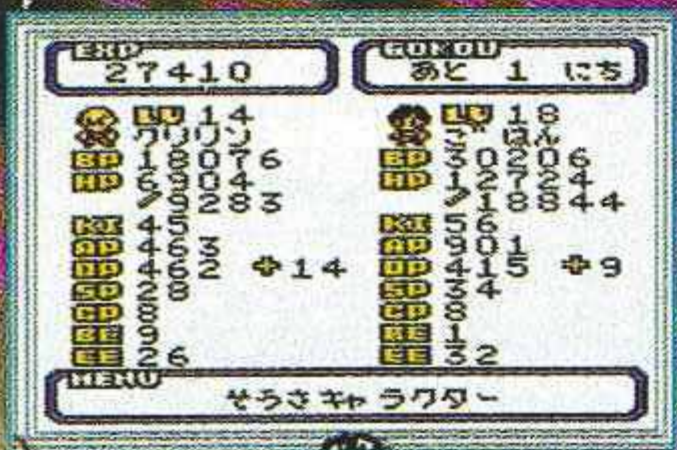 EXP
27410
GOKOU
あと 1 にち
LV 14
クリリン
BP 18076
HP 6904
/9283
KI 45
AP 463
DP 462 +14
SP 28
CP 8
BE 9
EE 26
LV 18
ごはん
BP 30206
HP 12724
/18844
KI 56
AP 901
DP 415 +9
SP 34
CP 8
BE 1
EE 32
MENU
そうさキャラクター